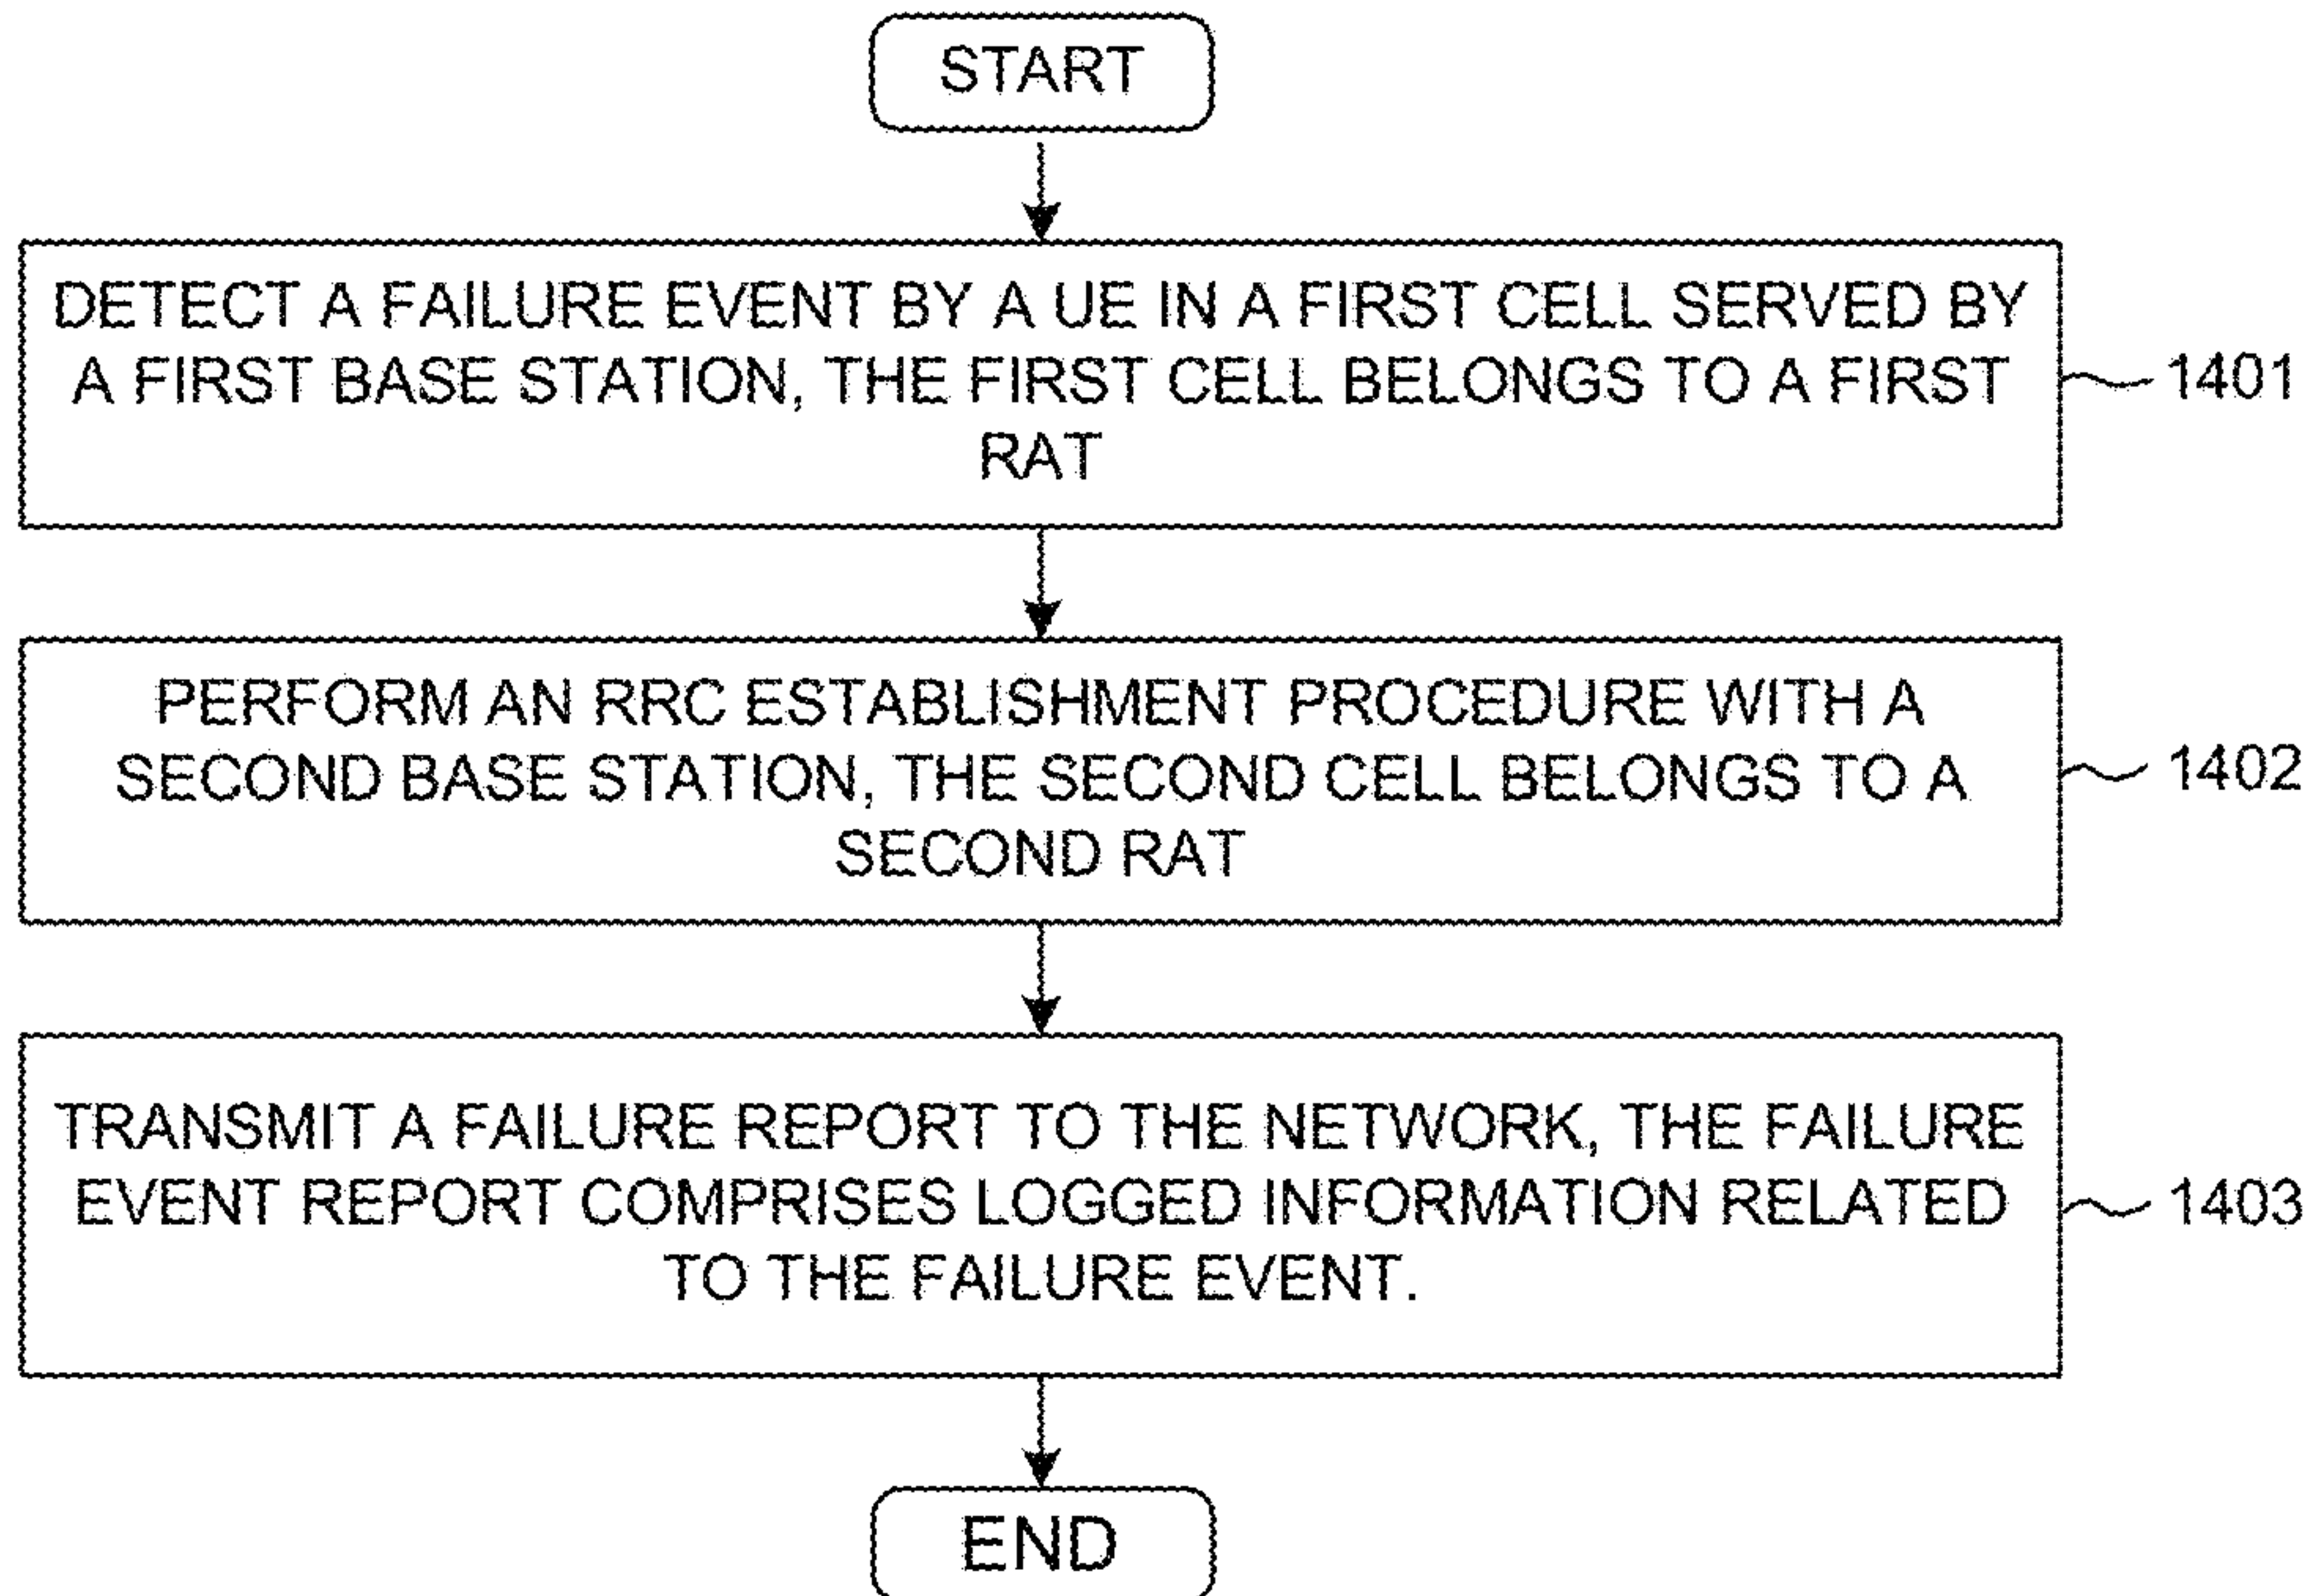 START
DETECT A FAILURE EVENT BY A UE IN A FIRST CELL SERVED BY
A FIRST BASE STATION, THE FIRST CELL BELONGS TO A FIRST
RAT
1401
PERFORM AN RRC ESTABLISHMENT PROCEDURE WITH A
SECOND BASE STATION, THE SECOND CELL BELONGS TO A
SECOND RAT
1402
TRANSMIT A FAILURE REPORT TO THE NETWORK, THE FAILURE
EVENT REPORT COMPRISES LOGGED INFORMATION RELATED
TO THE FAILURE EVENT.
1403
END